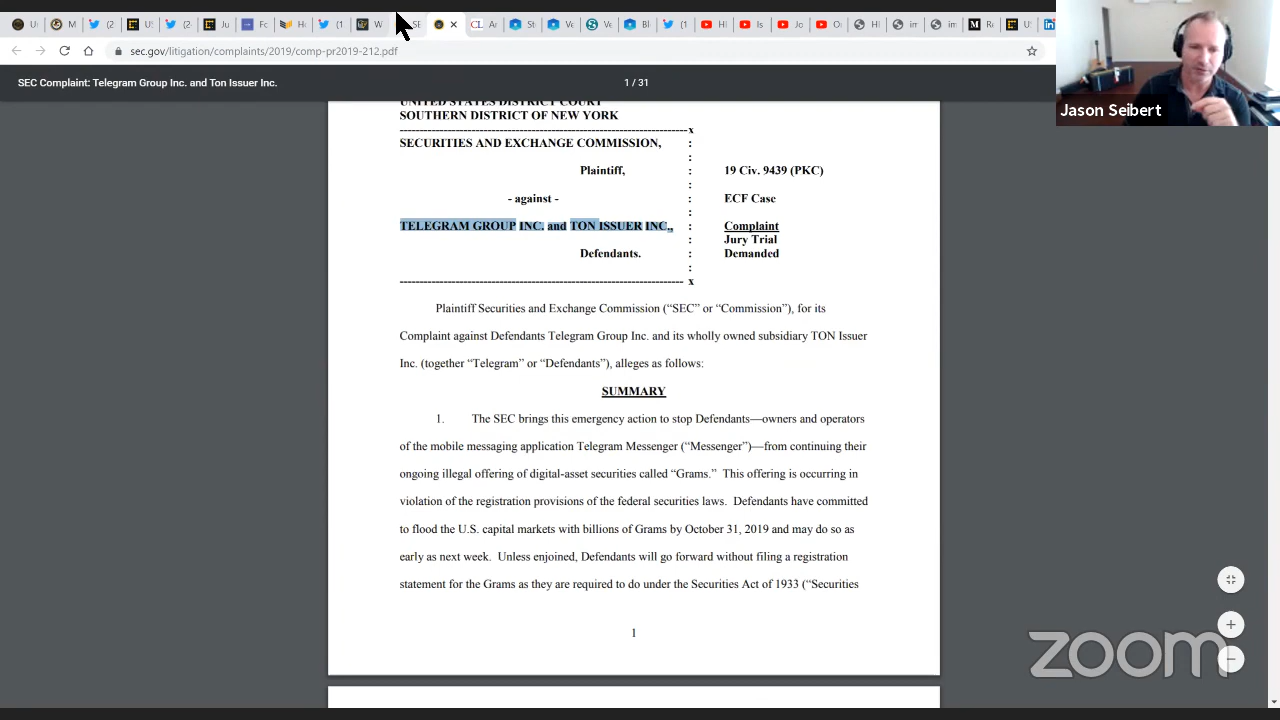 sec.gov/litigation/complaints/2019/comp-pr2019-212.pdf
SEC Complaint: Telegram Group Inc. and Ton Issuer Inc.
1 / 31
Jason Seibert
UNITED STATES DISTRICT COURT
SOUTHERN DISTRICT OF NEW YORK
-----------------------------------------------------------------------x
SECURITIES AND EXCHANGE COMMISSION, :
:
Plaintiff, : 19 Civ. 9439 (PKC)
:
- against - : ECF Case
:
TELEGRAM GROUP INC. and TON ISSUER INC., : Complaint
: Jury Trial
Defendants. : Demanded
:
----------------------------------------------------------------------- x
Plaintiff Securities and Exchange Commission (“SEC” or “Commission”), for its
Complaint against Defendants Telegram Group Inc. and its wholly owned subsidiary TON Issuer
Inc. (together “Telegram” or “Defendants”), alleges as follows:
SUMMARY
1. The SEC brings this emergency action to stop Defendants—owners and operators
of the mobile messaging application Telegram Messenger (“Messenger”)—from continuing their
ongoing illegal offering of digital-asset securities called “Grams.” This offering is occurring in
violation of the registration provisions of the federal securities laws. Defendants have committed
to flood the U.S. capital markets with billions of Grams by October 31, 2019 and may do so as
early as next week. Unless enjoined, Defendants will go forward without filing a registration
statement for the Grams as they are required to do under the Securities Act of 1933 (“Securities
1
zoom